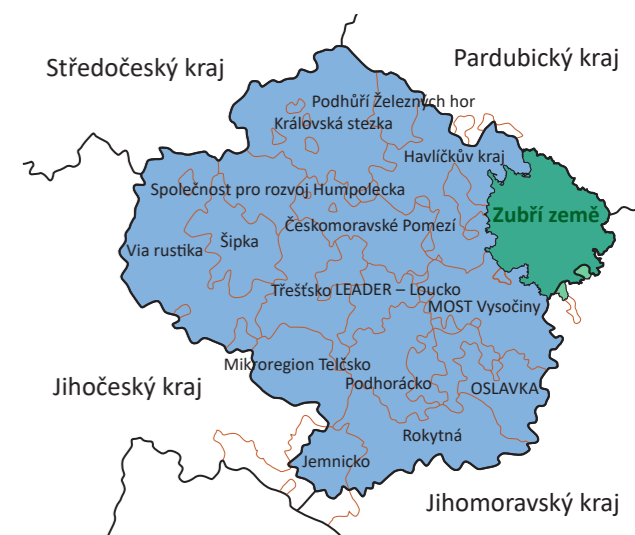 Středočeský kraj
Pardubický kraj
Podhůří Železných hor
Královská stezka
Havlíčkův kraj
Společnost pro rozvoj Humpolecka
Zubří země
Českomoravské Pomezí
Šipka
Via rustika
Třešťsko
LEADER – Loucko
MOST Vysočiny
Mikroregion Telčsko
Podhorácko
OSLAVKA
Jihočeský kraj
Rokytná
Jemnicko
Jihomoravský kraj